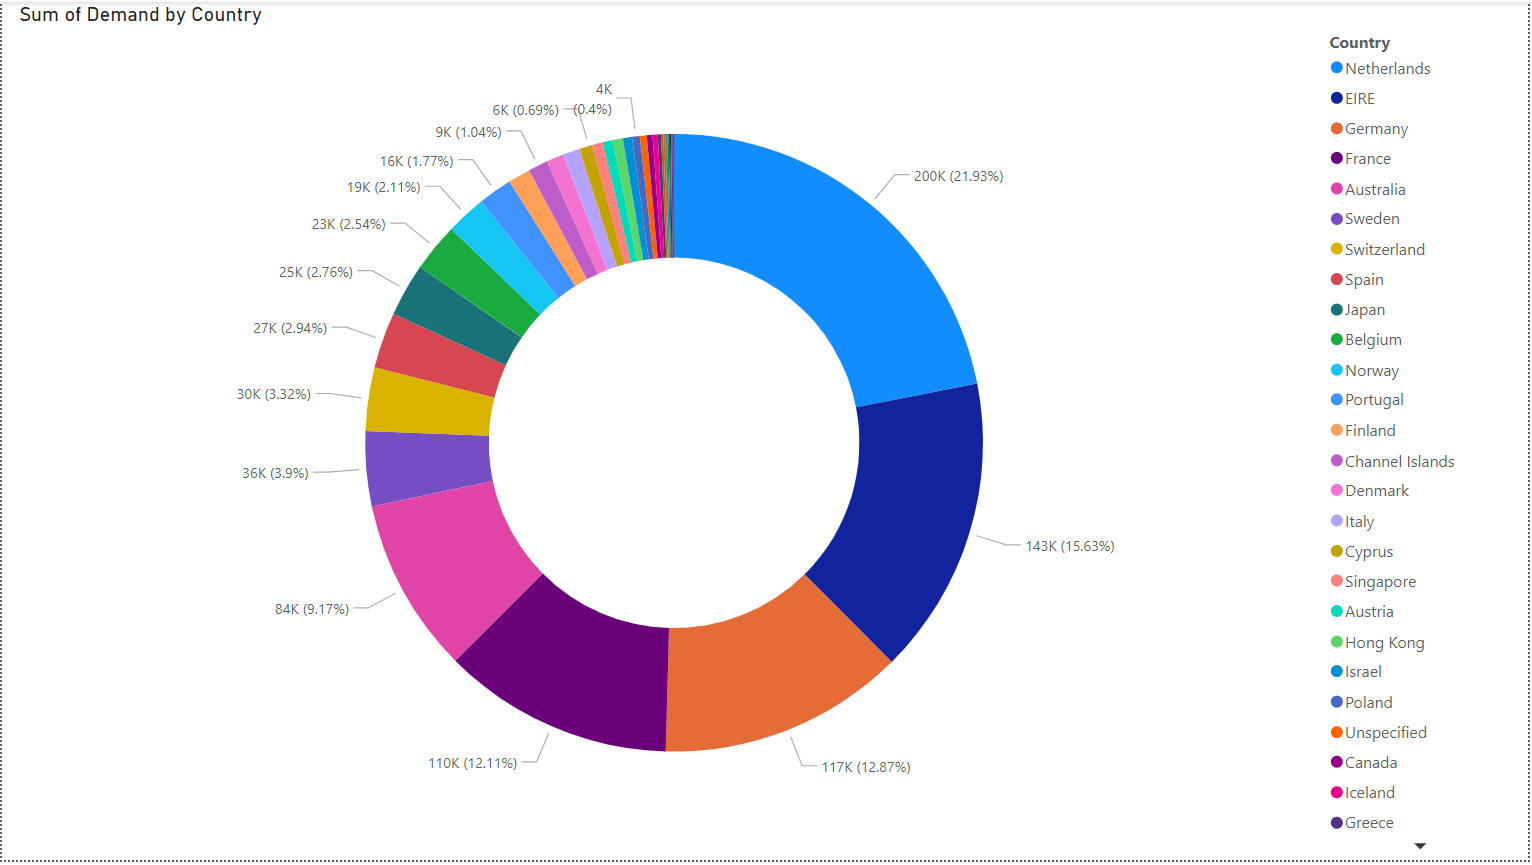 Sum of Demand by Country
4K
(0.4%)
6K (0.69%)
9K (1.04%)
16K (1.77%)
19K (2.11%)
23K (2.54%)
25K (2.76%)
27K (2.94%)
30K (3.32%)
36K (3.9%)
84K (9.17%)
110K (12.11%)
117K (12.87%)
143K (15.63%)
200K (21.93%)
Country
Netherlands
EIRE
Germany
France
Australia
Sweden
Switzerland
Spain
Japan
Belgium
Norway
Portugal
Finland
Channel Islands
Denmark
Italy
Cyprus
Singapore
Austria
Hong Kong
Israel
Poland
Unspecified
Canada
Iceland
Greece